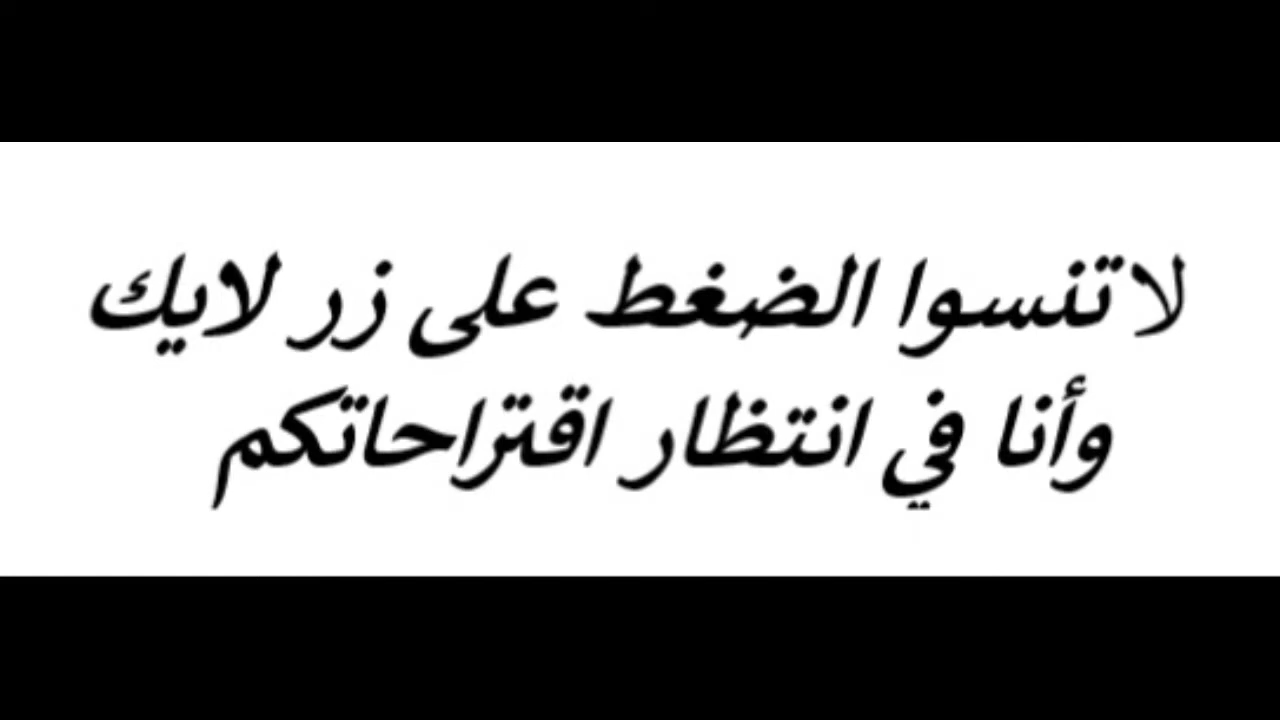 لاتنسوا الضغط على زر لايك
وأنا في انتظار اقتراحاتكم